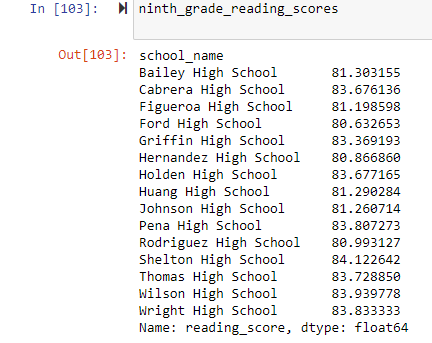 In [103]: ninth_grade_reading_scores
Out[103]: school_name
Bailey High School 81.303155
Cabrera High School 83.676136
Figueroa High School 81.198598
Ford High School 80.632653
Griffin High School 83.369193
Hernandez High School 80.866860
Holden High School 83.677165
Huang High School 81.290284
Johnson High School 81.260714
Pena High School 83.807273
Rodriguez High School 80.993127
Shelton High School 84.122642
Thomas High School 83.728850
Wilson High School 83.939778
Wright High School 83.833333
Name: reading_score, dtype: float64